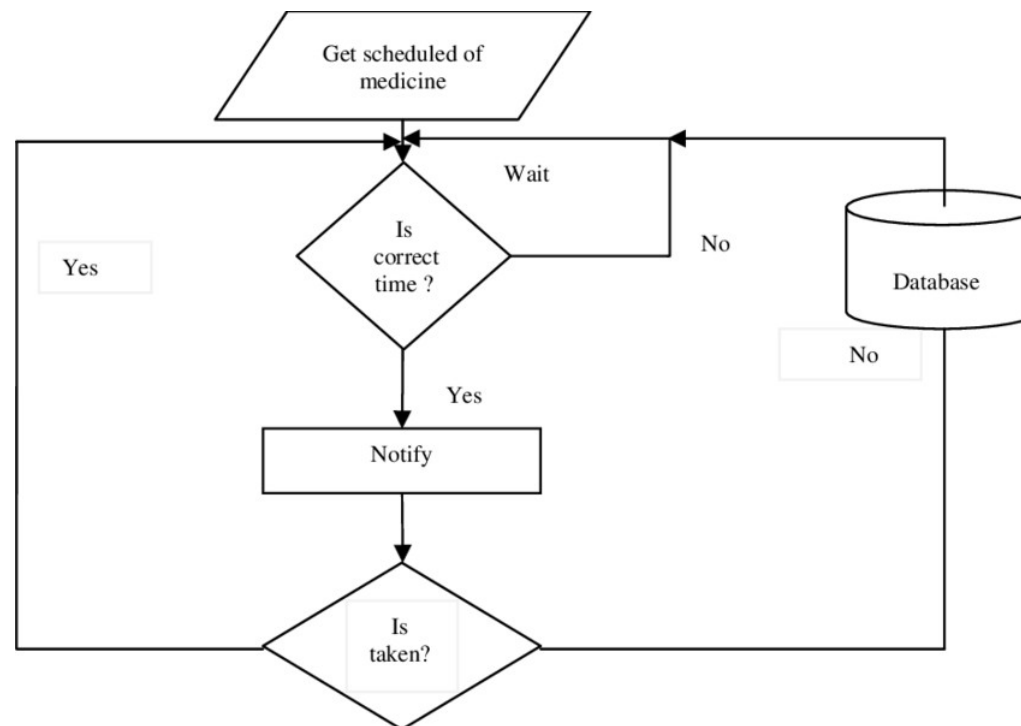 Get scheduled of
medicine
Wait
Is
correct
time ?
No
Yes
Database
No
Yes
Notify
Is
taken?